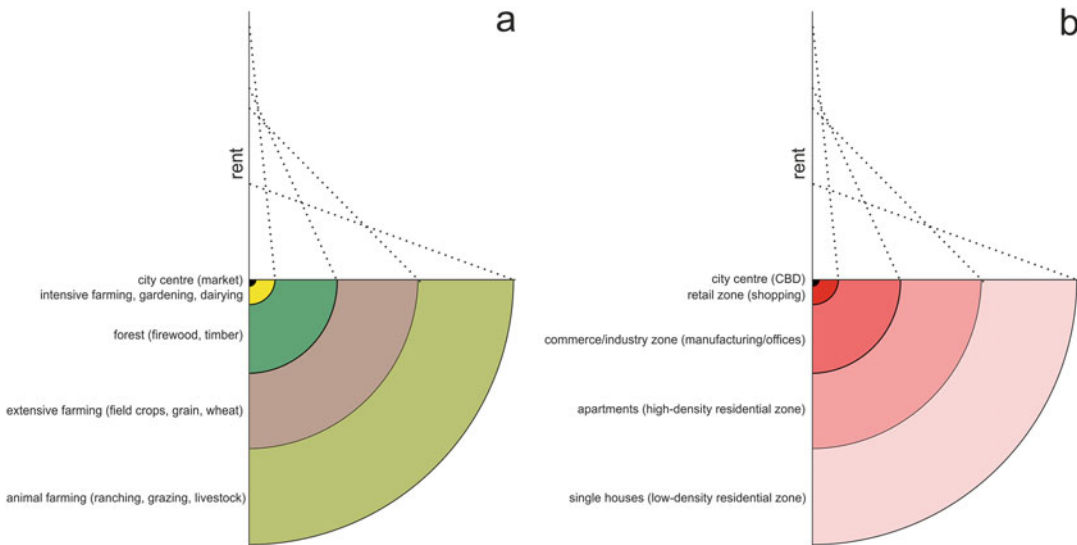 a
rent
city centre (market)
intensive farming, gardening, dairying
forest (firewood, timber)
extensive farming (field crops, grain, wheat)
animal farming (ranching, grazing, livestock)
b
rent
city centre (CBD)
retail zone (shopping)
commerce/industry zone (manufacturing/offices)
apartments (high-density residential zone)
single houses (low-density residential zone)